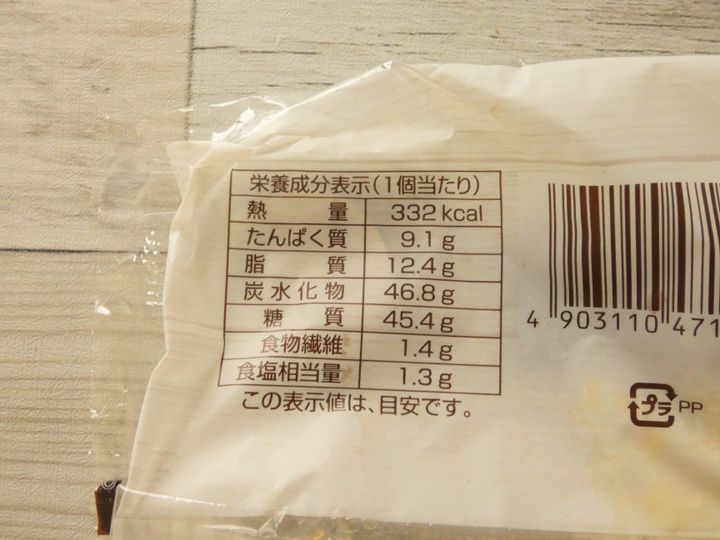 栄養成分表示(1個当たり)
熱量 332kcal
たんぱく質 9.1g
脂質 12.4g
炭水化物 46.8g
糖質 45.4g
食物繊維 1.4g
食塩相当量 1.3g
この表示値は、目安です。
4 903110 471
プラ PP